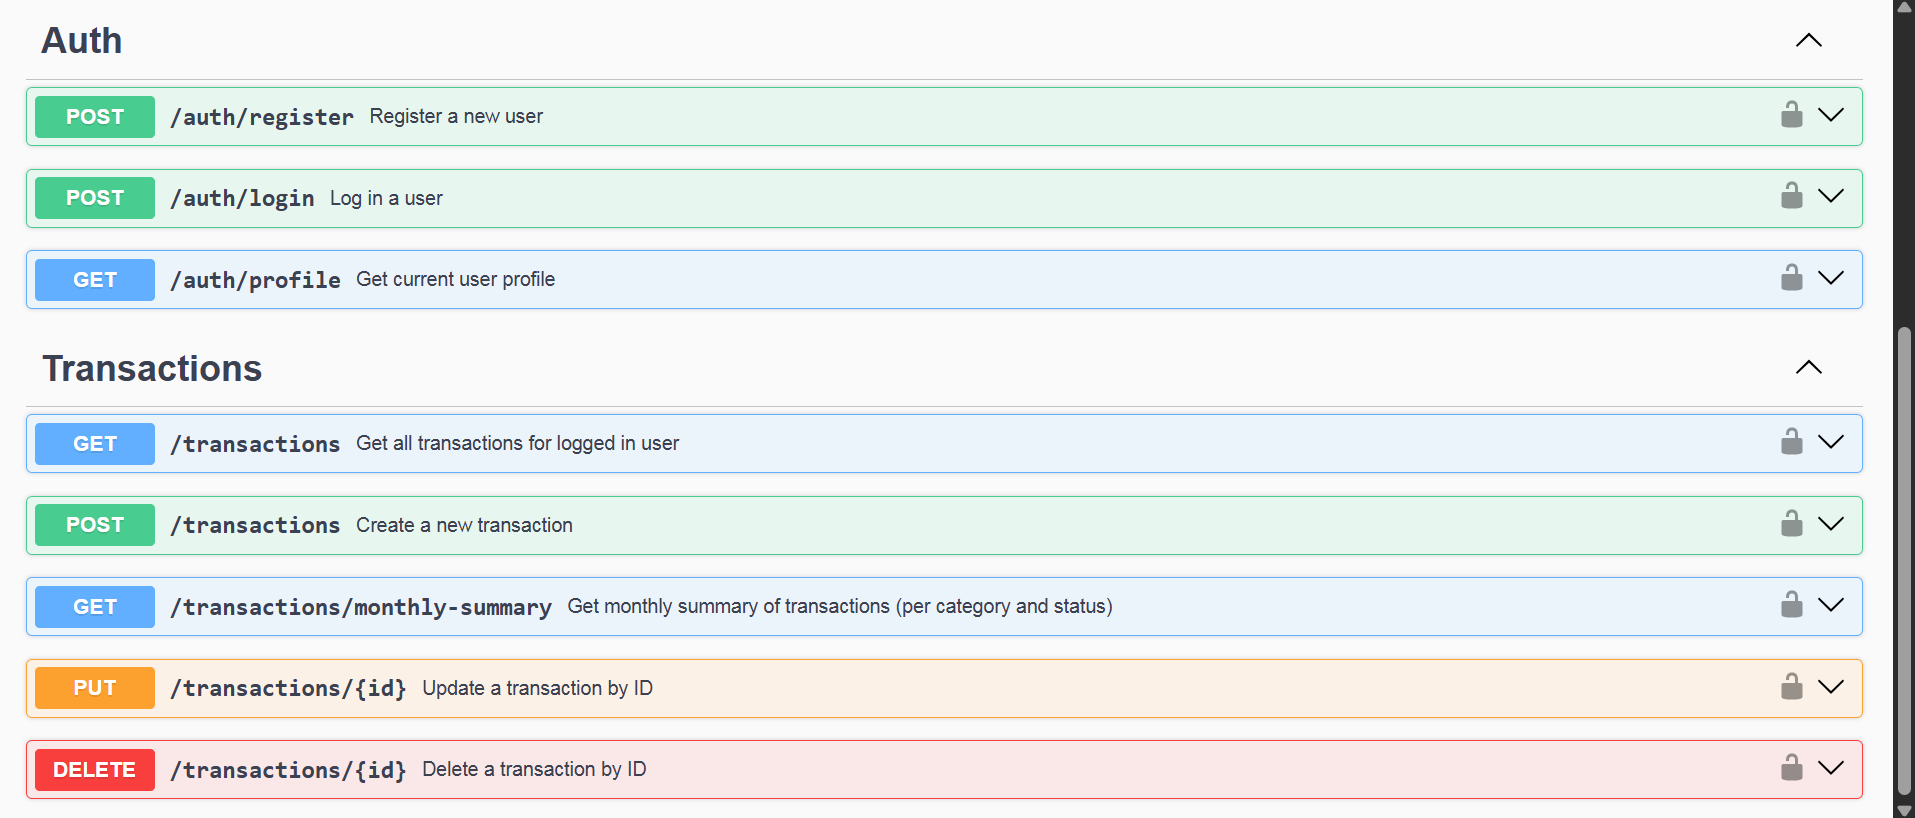 Auth
POST /auth/register Register a new user
POST /auth/login Log in a user
GET /auth/profile Get current user profile
Transactions
GET /transactions Get all transactions for logged in user
POST /transactions Create a new transaction
GET /transactions/monthly-summary Get monthly summary of transactions (per category and status)
PUT /transactions/{id} Update a transaction by ID
DELETE /transactions/{id} Delete a transaction by ID